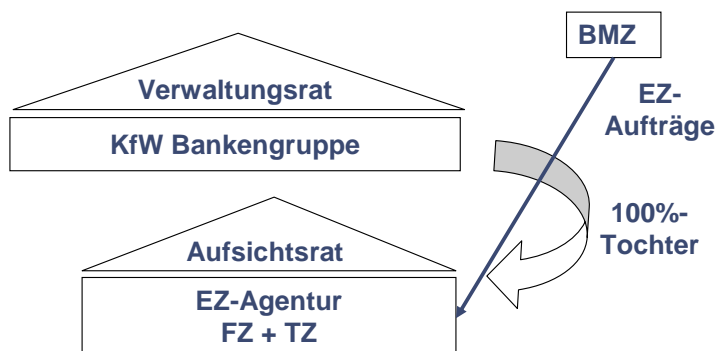 BMZ
Verwaltungsrat
KfW Bankengruppe
EZ-
Aufträge
100%-
Tochter
Aufsichtsrat
EZ-Agentur
FZ + TZ